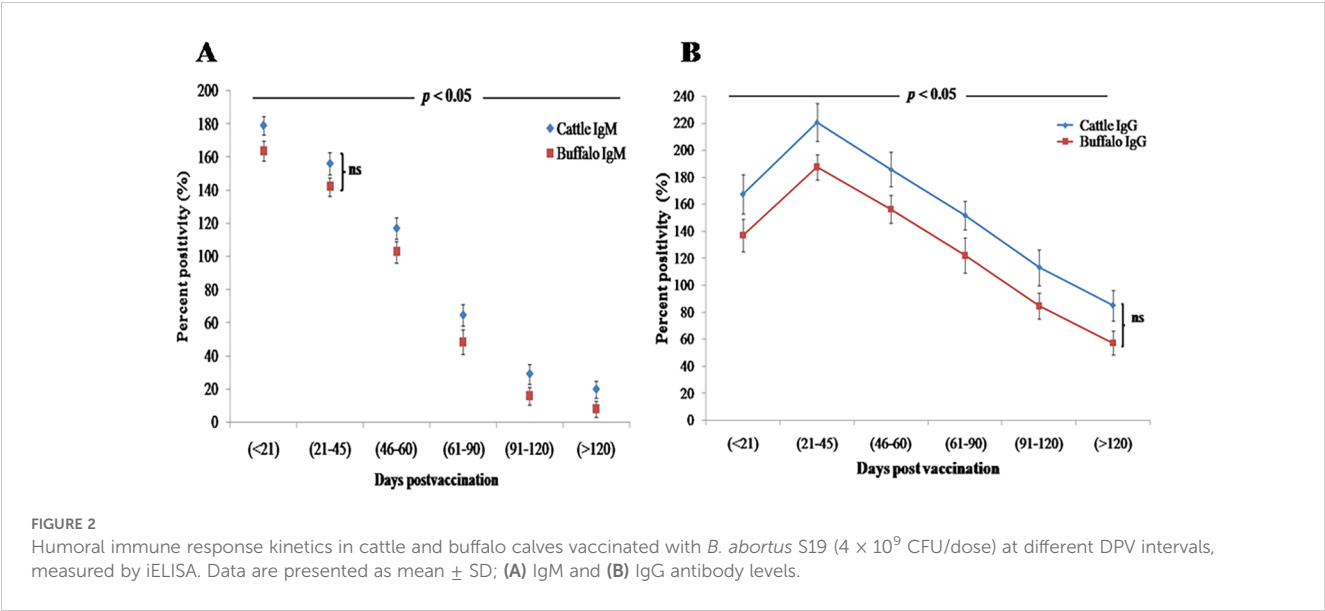 A
p < 0.05
200
180
160
140
120
100
80
60
40
20
0
Percent positivity (%)
Cattle IgM
Buffalo IgM
ns
(<21) (21-45) (46-60) (61-90) (91-120) (>120)
Days postvaccination
B
p < 0.05
240
220
200
180
160
140
120
100
80
60
40
20
0
Percent positivity (%)
Cattle IgG
Buffalo IgG
ns
(<21) (21-45) (46-60) (61-90) (91-120) (>120)
Days post vaccination
FIGURE 2
Humoral immune response kinetics in cattle and buffalo calves vaccinated with B. abortus S19 (4 × 10⁹ CFU/dose) at different DPV intervals,
measured by iELISA. Data are presented as mean ± SD; (A) IgM and (B) IgG antibody levels.